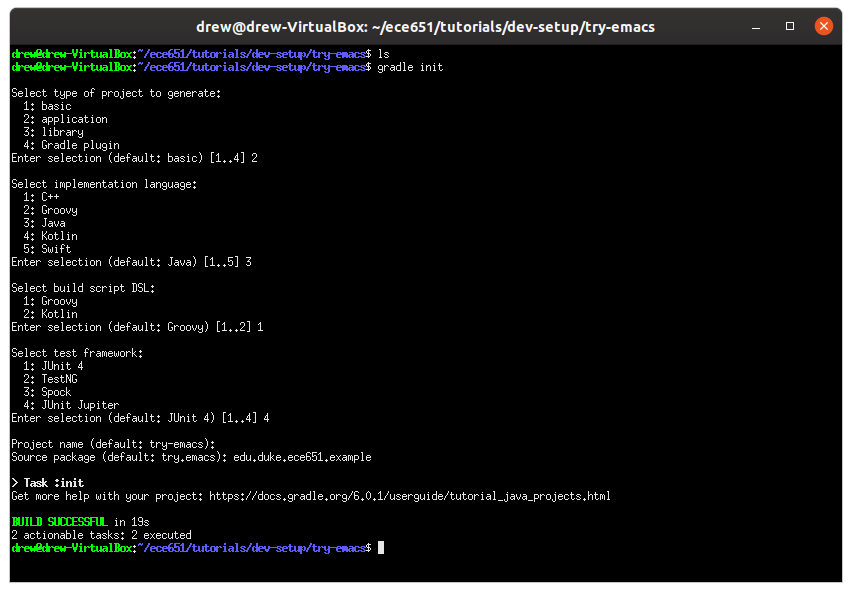 drew@drew-VirtualBox: ~/ece651/tutorials/dev-setup/try-emacs
drew@drew-VirtualBox:~/ece651/tutorials/dev-setup/try-emacs$ ls
drew@drew-VirtualBox:~/ece651/tutorials/dev-setup/try-emacs$ gradle init
Select type of project to generate:
1: basic
2: application
3: library
4: Gradle plugin
Enter selection (default: basic) [1..4] 2
Select implementation language:
1: C++
2: Groovy
3: Java
4: Kotlin
5: Swift
Enter selection (default: Java) [1..5] 3
Select build script DSL:
1: Groovy
2: Kotlin
Enter selection (default: Groovy) [1..2] 1
Select test framework:
1: JUnit 4
2: TestNG
3: Spock
4: JUnit Jupiter
Enter selection (default: JUnit 4) [1..4] 4
Project name (default: try-emacs):
Source package (default: try.emacs): edu.duke.ece651.example
> Task :init
Get more help with your project: https://docs.gradle.org/6.0.1/userguide/tutorial_java_projects.html
BUILD SUCCESSFUL in 19s
2 actionable tasks: 2 executed
drew@drew-VirtualBox:~/ece651/tutorials/dev-setup/try-emacs$